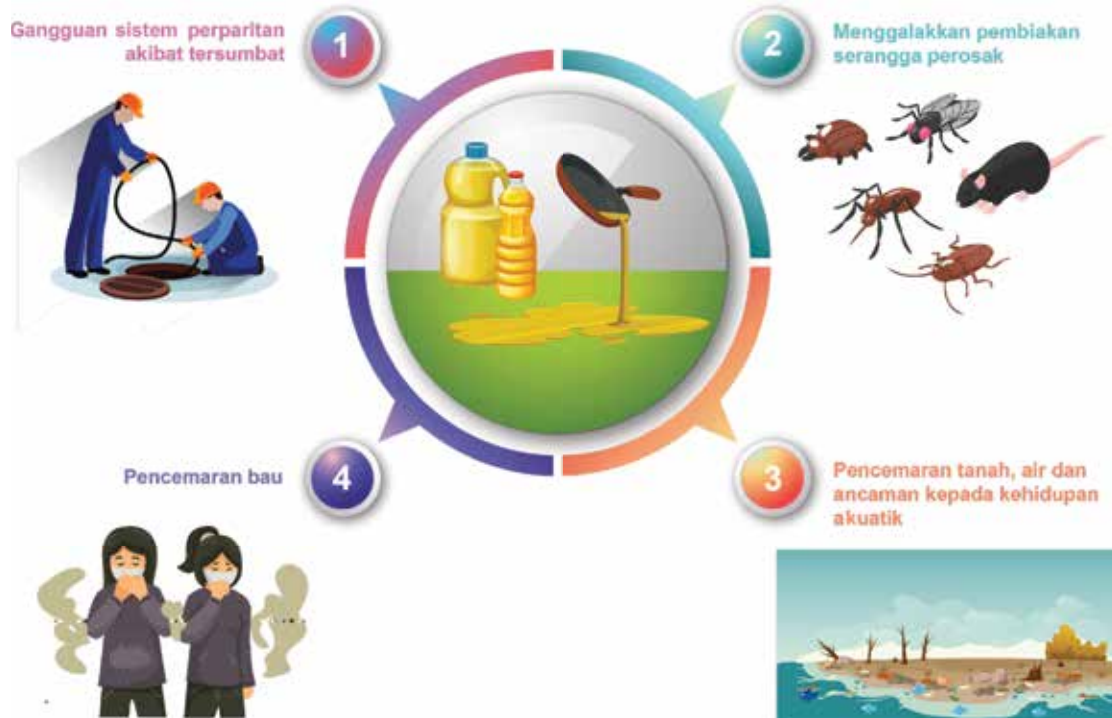 Gangguan sistem perparitan
akibat tersumbat
1
2
Menggalakkan pembiakan
serangga perosak
Pencemaran bau
4
3
Pencemaran tanah, air dan
ancaman kepada kehidupan
akuatik